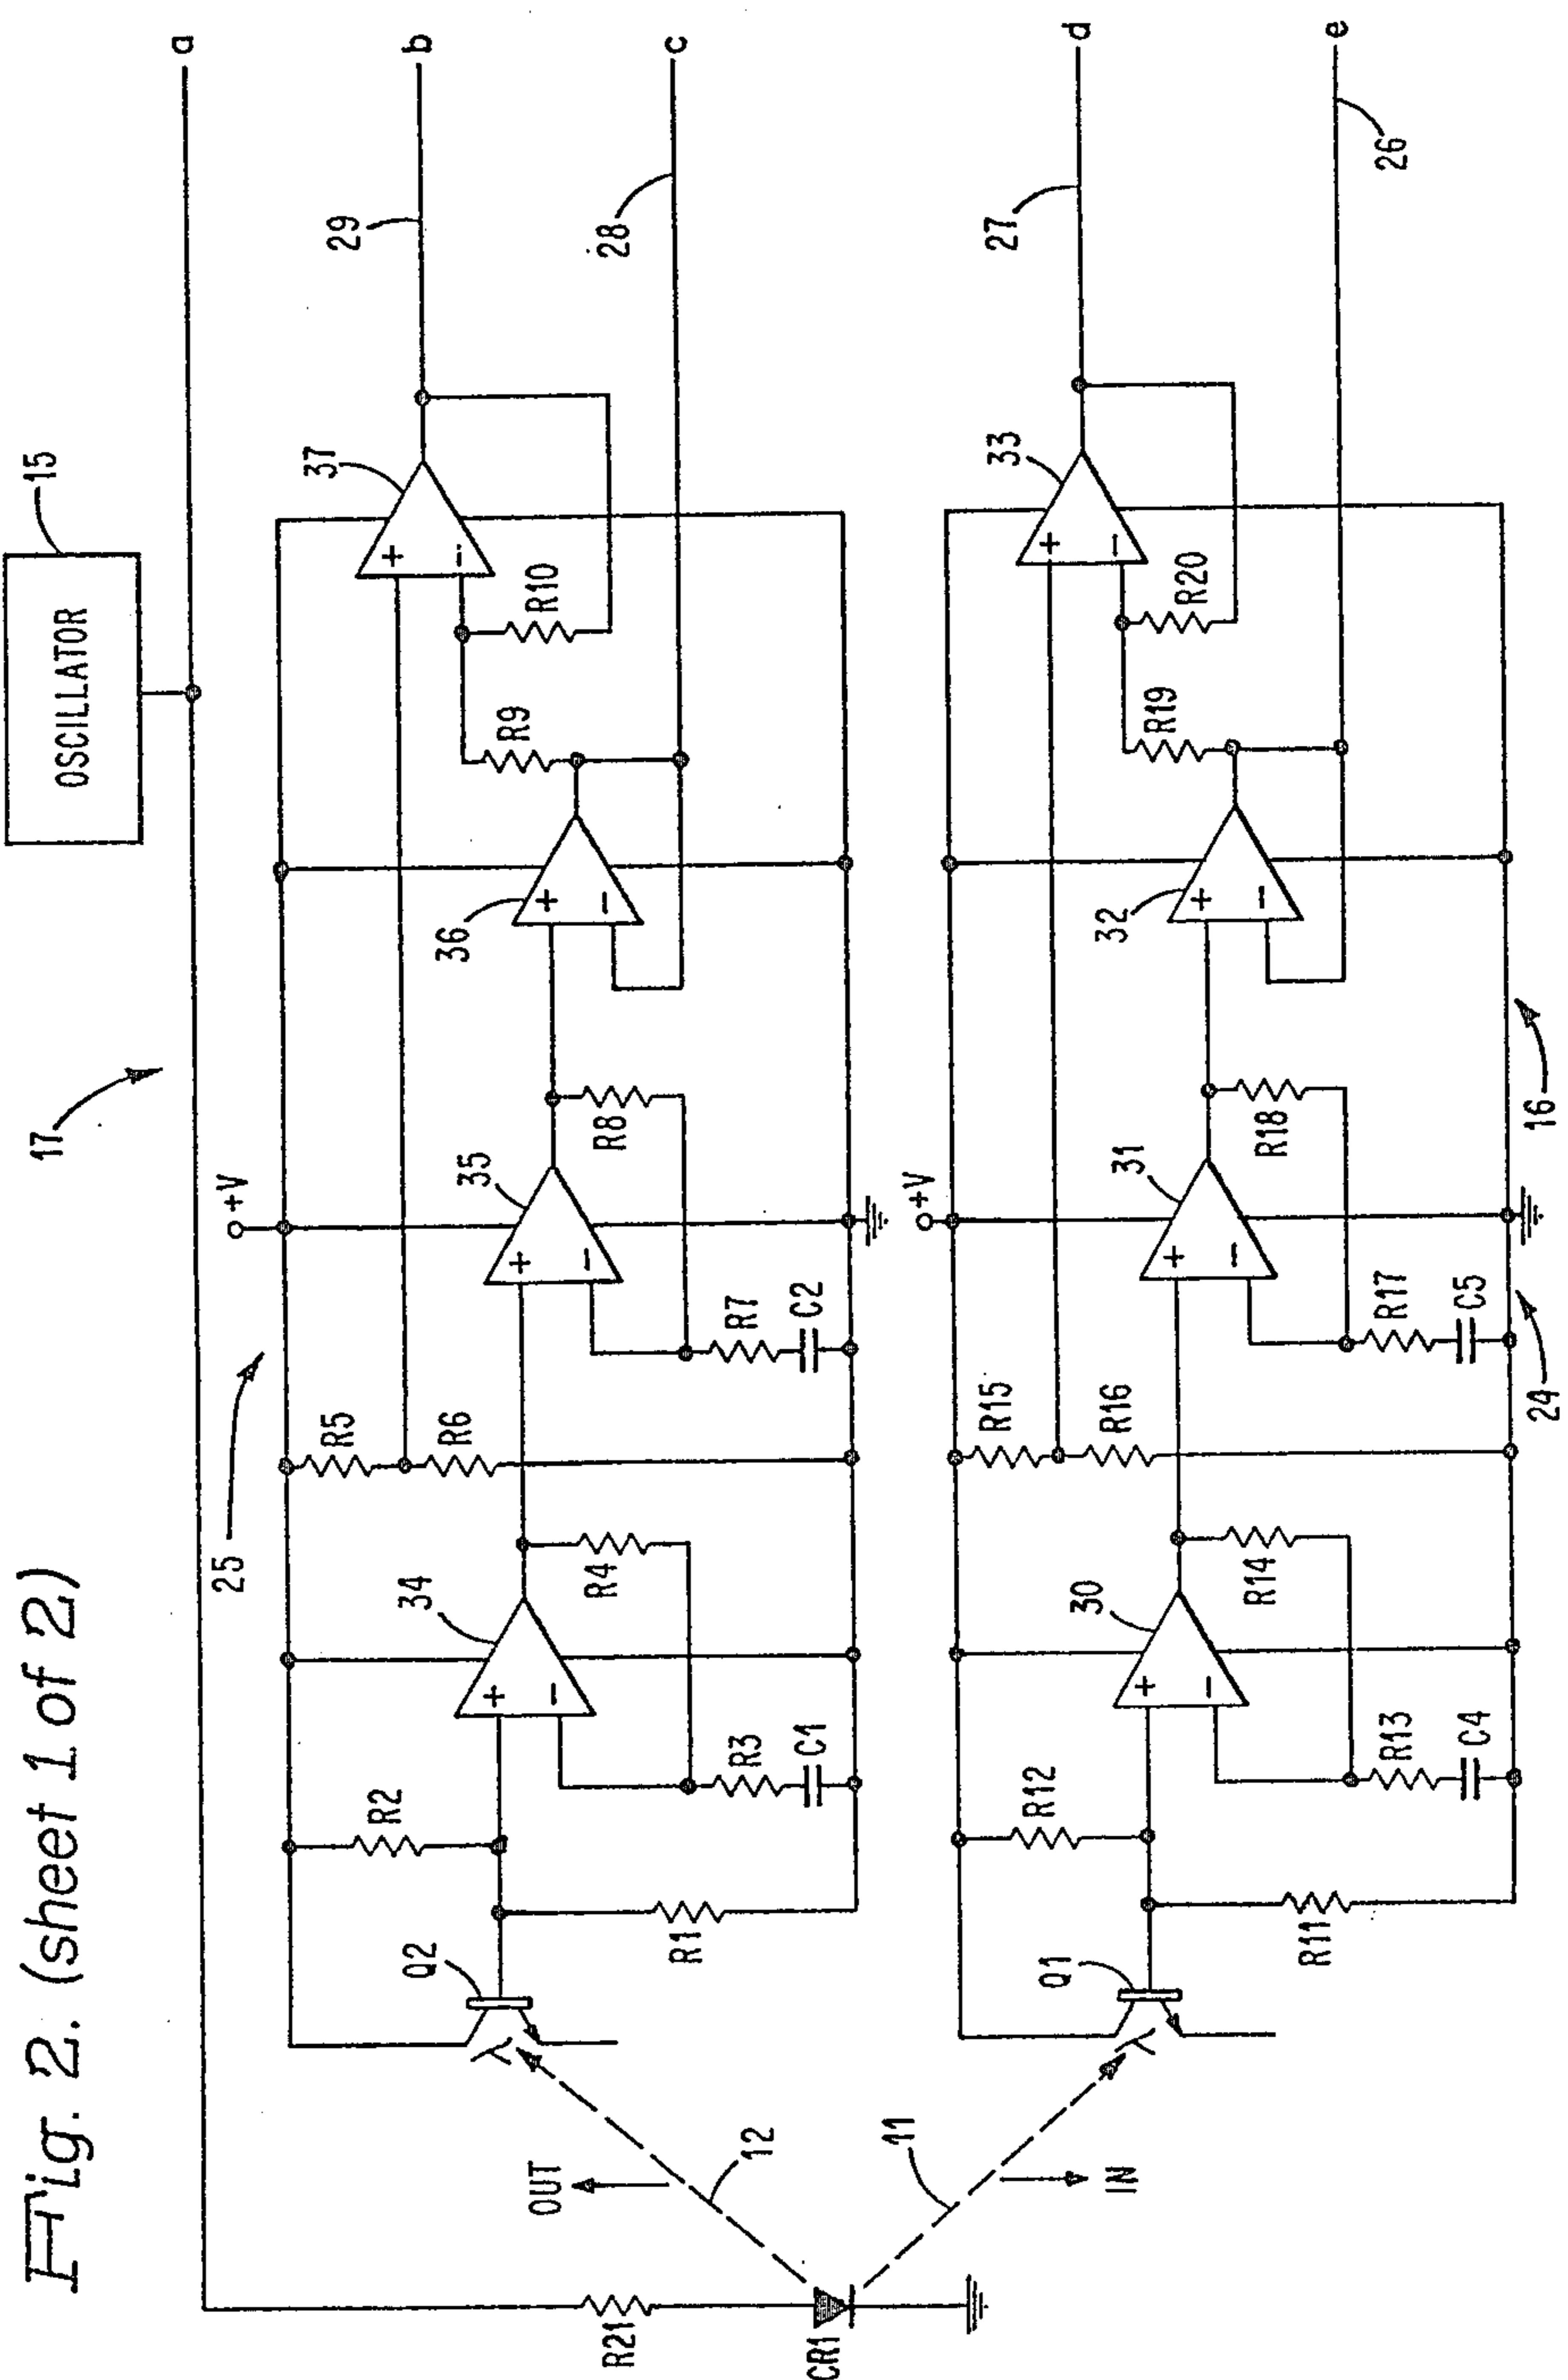 Fig. 2. (sheet 1 of 2)
17
OSCILLATOR
15
a
25
+V
R2
34
R5
R6
35
36
37
29
b
Q2
+
−
R4
+
−
R8
+
−
R9
+
−
R10
28
c
R1
R3
C1
R7
C2
OUT
12
λ
R21
CR1
11
IN
λ
+V
R12
30
R15
R16
31
32
33
27
d
Q1
+
−
R14
+
−
R18
+
−
R19
+
−
R20
e
26
R11
R13
C4
R17
C5
24
16